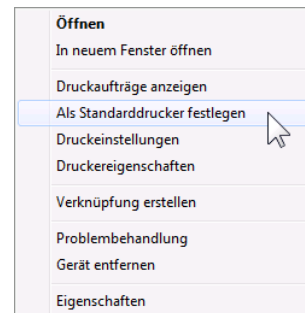 Öffnen
In neuem Fenster öffnen
Druckaufträge anzeigen
Als Standarddrucker festlegen
Druckeinstellungen
Druckereigenschaften
Verknüpfung erstellen
Problembehandlung
Gerät entfernen
Eigenschaften